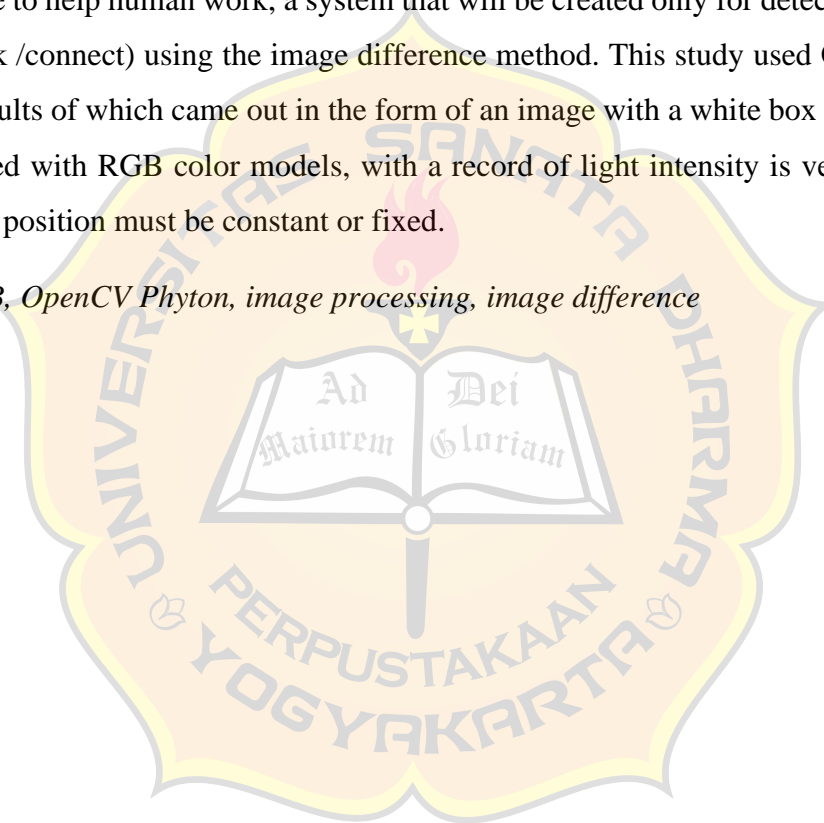 e to help human work, a system that will be created only for detec
k /connect) using the image difference method. This study used
ults of which came out in the form of an image with a white box
ed with RGB color models, with a record of light intensity is ve
position must be constant or fixed.
, OpenCV Phyton, image processing, image difference
UNIVERSITAS SANATA DHARMA
Ad Dei
Maiorem Gloriam
PERPUSTAKAAN
YOGYAKARTA